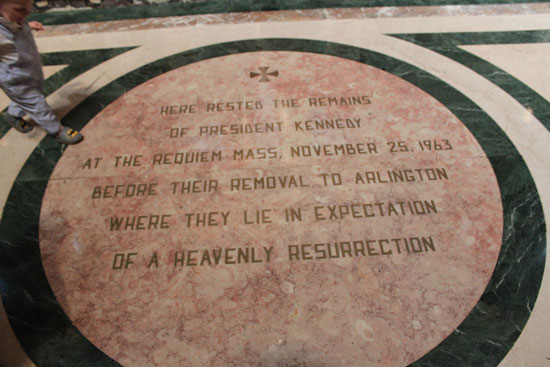 HERE RESTED THE REMAINS
OF PRESIDENT KENNEDY
AT THE REQUIEM MASS, NOVEMBER 25, 1963
BEFORE THEIR REMOVAL TO ARLINGTON
WHERE THEY LIE IN EXPECTATION
OF A HEAVENLY RESURRECTION